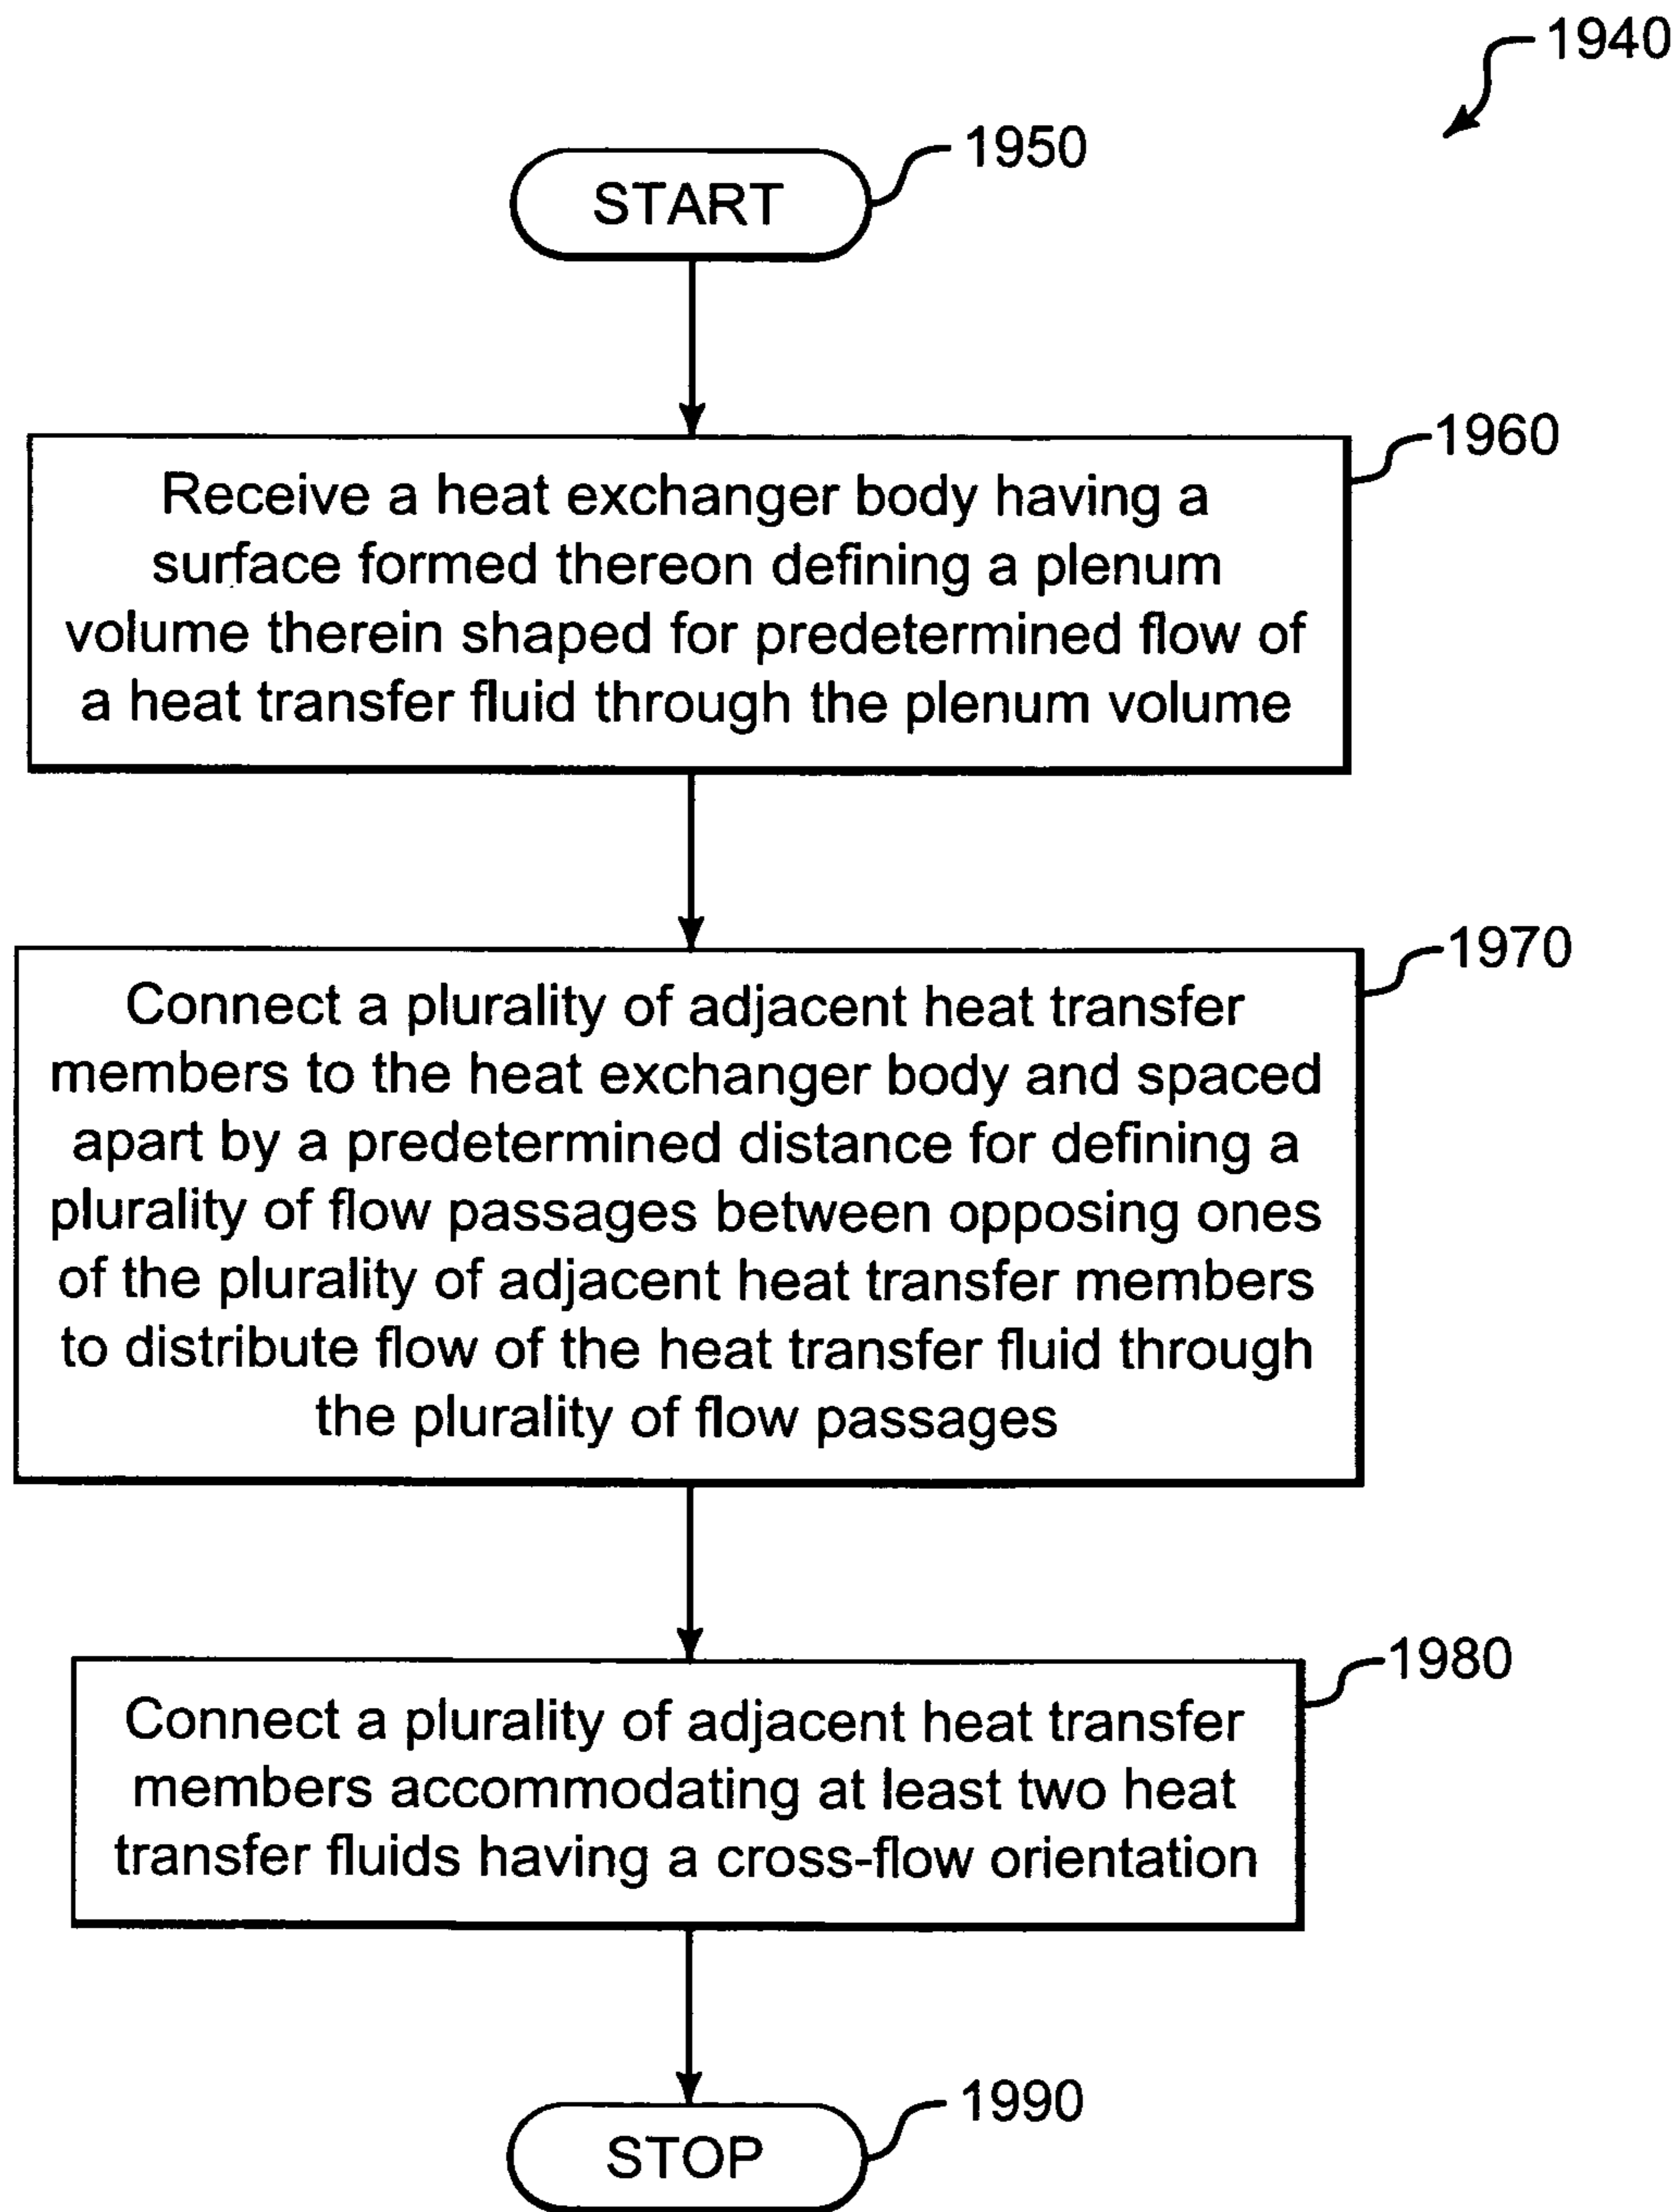 1940
START
1950
1960
Receive a heat exchanger body having a
surface formed thereon defining a plenum
volume therein shaped for predetermined flow of
a heat transfer fluid through the plenum volume
1970
Connect a plurality of adjacent heat transfer
members to the heat exchanger body and spaced
apart by a predetermined distance for defining a
plurality of flow passages between opposing ones
of the plurality of adjacent heat transfer members
to distribute flow of the heat transfer fluid through
the plurality of flow passages
1980
Connect a plurality of adjacent heat transfer
members accommodating at least two heat
transfer fluids having a cross-flow orientation
1990
STOP